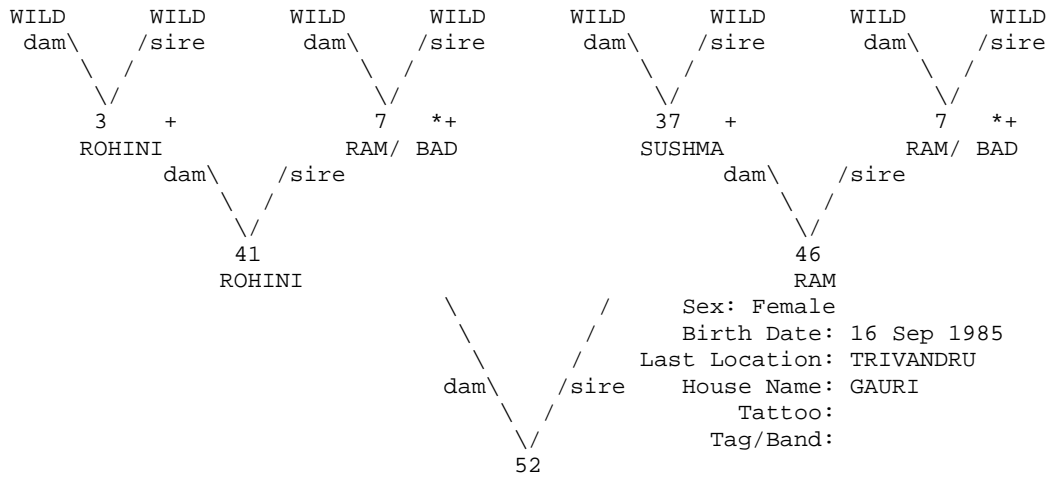 WILD WILD WILD WILD WILD WILD WILD WILD
dam\ /sire dam\ /sire dam\ /sire dam\ /sire
\ / \ / \ / \ /
\/ \/ \/ \/
3 + 7 *+ 37 + 7 *+
ROHINI RAM/ BAD SUSHMA RAM/ BAD
dam\ /sire dam\ /sire
\ / \ /
\/ \/
41 46
ROHINI RAM
\ / Sex: Female
\ / Birth Date: 16 Sep 1985
\ / Last Location: TRIVANDRU
dam\ /sire House Name: GAURI
\ / Tattoo:
\/ Tag/Band:
52